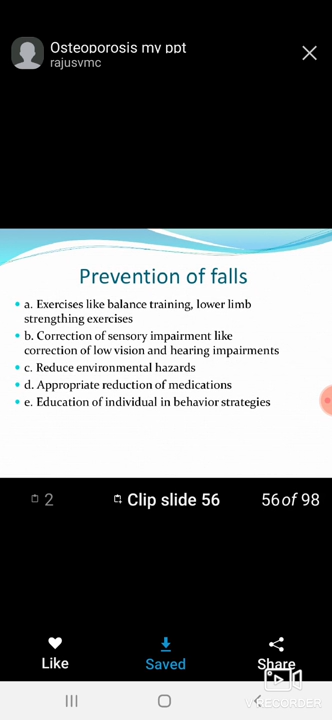 Osteoporosis my ppt
rajusvmc
Prevention of falls
a. Exercises like balance training, lower limb
strengthing exercises
b. Correction of sensory impairment like
correction of low vision and hearing impairments
c. Reduce environmental hazards
d. Appropriate reduction of medications
e. Education of individual in behavior strategies
2
Clip slide 56
56 of 98
Like
Saved
Share
V RECORDER